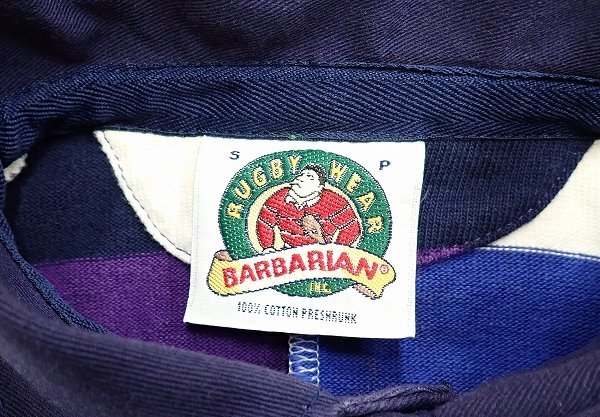 S P
RUGBY WEAR
BARBARIAN®
INC.
100% COTTON PRESHRUNK